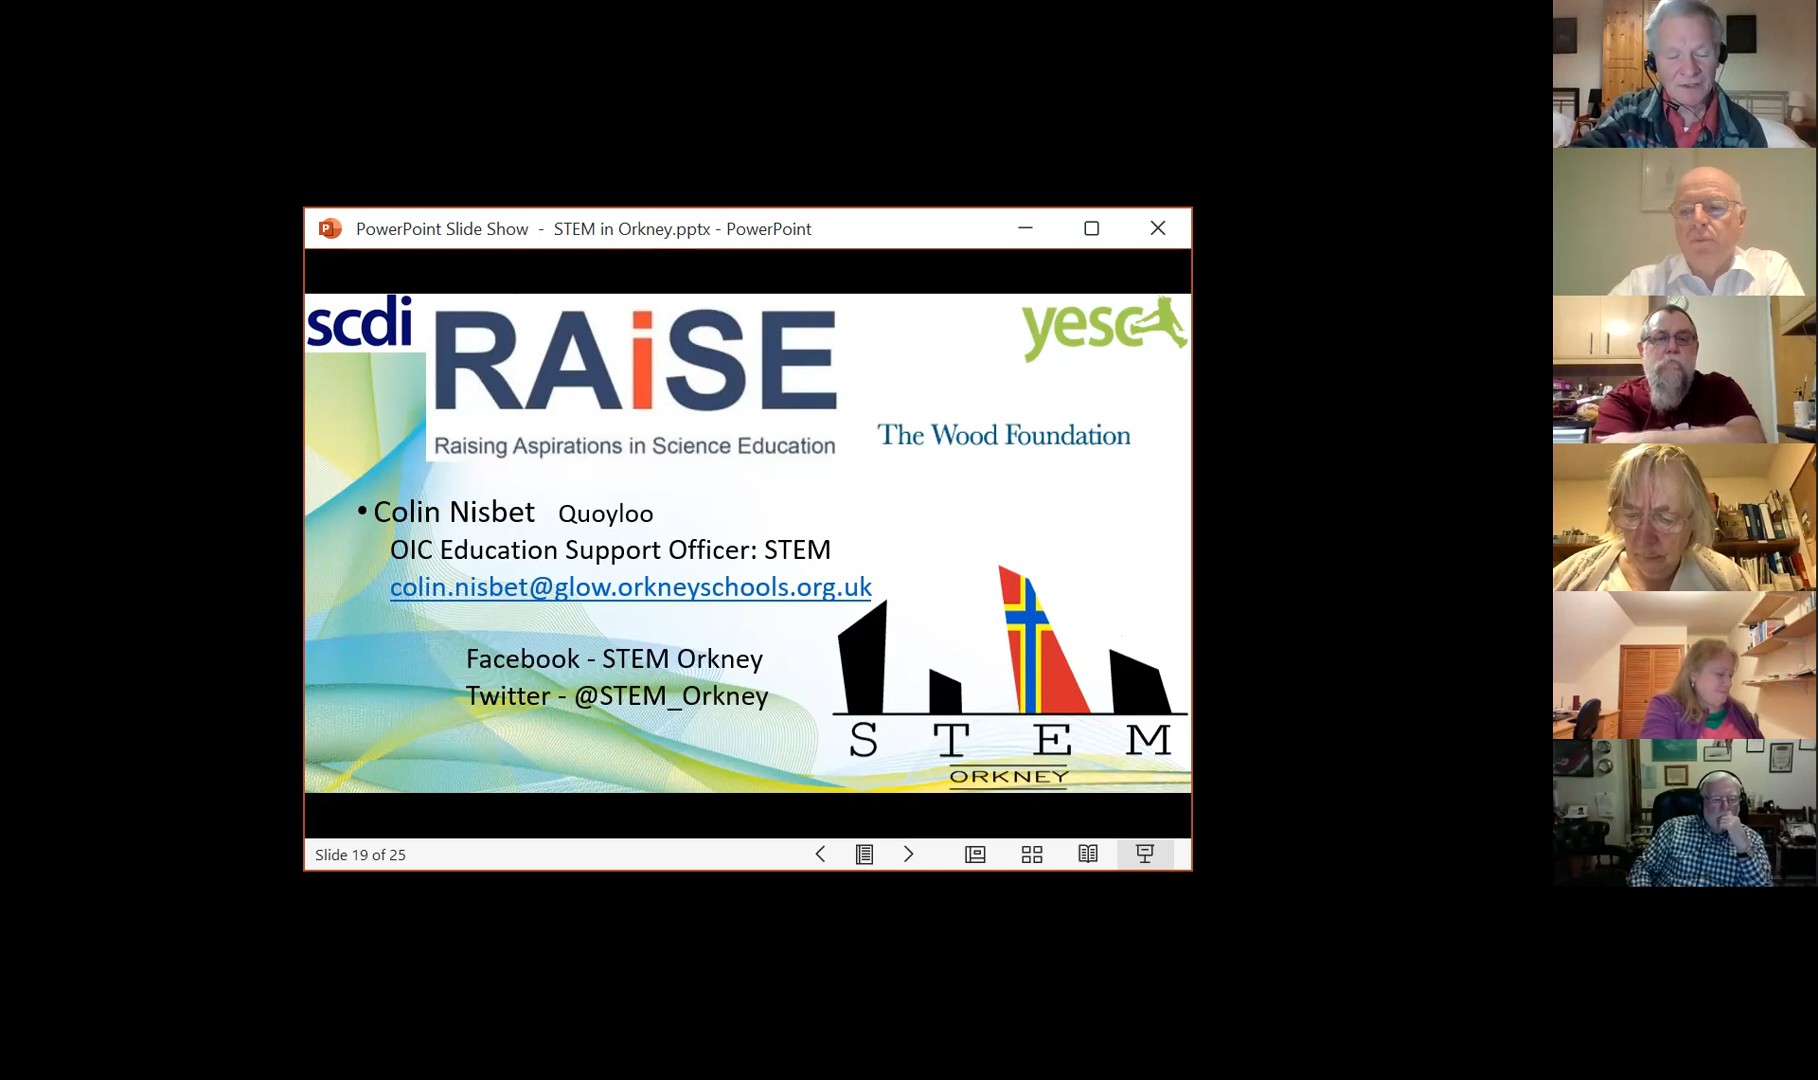 PowerPoint Slide Show - STEM in Orkney.pptx - PowerPoint
scdi
RAiSE
Raising Aspirations in Science Education
yesc
The Wood Foundation
• Colin Nisbet Quoyloo
OIC Education Support Officer: STEM
colin.nisbet@glow.orkneyschools.org.uk
Facebook - STEM Orkney
Twitter - @STEM_Orkney
S T E M
ORKNEY
Slide 19 of 25